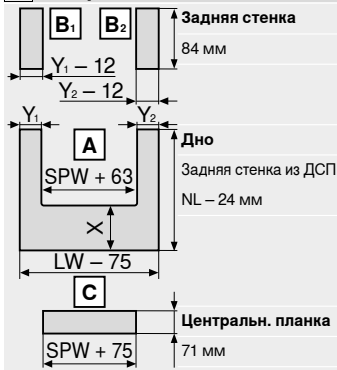 B₁ B₂ Задняя стенка
84 мм
Y₁ – 12
Y₂ – 12
Y₁ Y₂
A Дно
Задняя стенка из ДСП
SPW + 63
NL – 24 мм
X
LW – 75
C
Центральн. планка
SPW + 75 71 мм